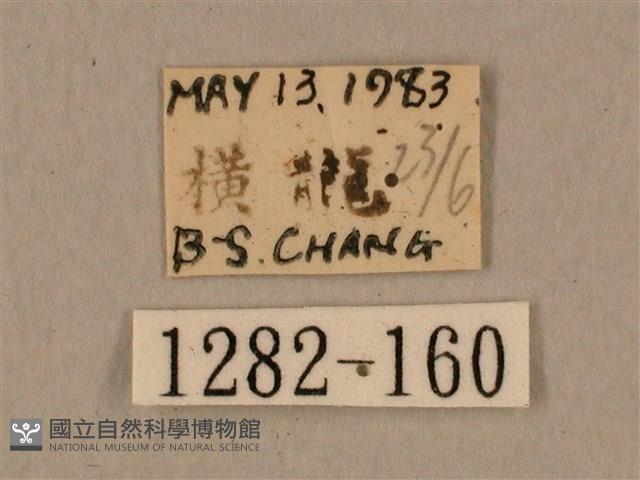 MAY 13, 1983
橫龍 23/6
B-S. CHANG
1282-160
國立自然科學博物館
NATIONAL MUSEUM OF NATURAL SCIENCE